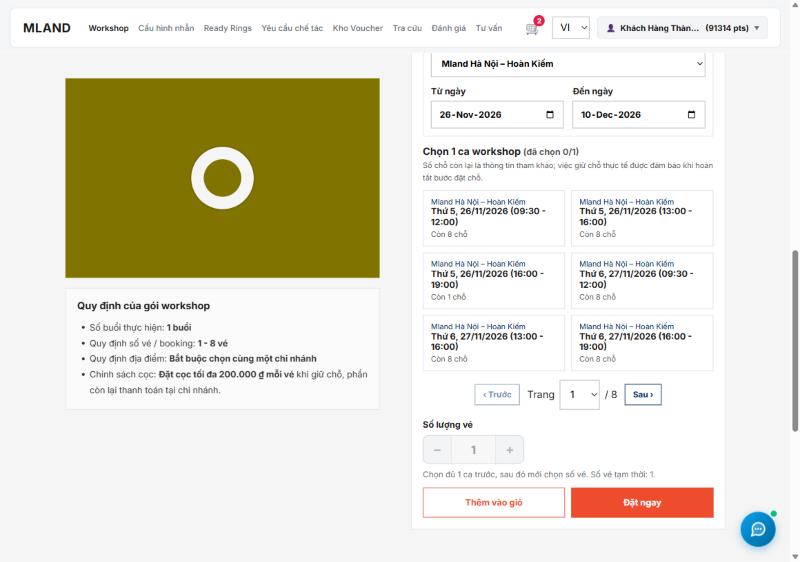 MLAND
Workshop Cấu hình nhẫn Ready Rings Yêu cầu chế tác Kho Voucher Tra cứu Đánh giá Tư vấn
2
VI
Khách Hàng Thàn... (91314 pts)
Mland Hà Nội – Hoàn Kiếm
Từ ngày Đến ngày
26-Nov-2026 10-Dec-2026
Chọn 1 ca workshop (đã chọn 0/1)
Số chỗ còn lại là thông tin tham khảo; việc giữ chỗ thực tế được đảm bảo khi hoàn
tất bước đặt chỗ.
Mland Hà Nội – Hoàn Kiếm
Thứ 5, 26/11/2026 (09:30 -
12:00)
Còn 8 chỗ
Mland Hà Nội – Hoàn Kiếm
Thứ 5, 26/11/2026 (13:00 -
16:00)
Còn 8 chỗ
Mland Hà Nội – Hoàn Kiếm
Thứ 5, 26/11/2026 (16:00 -
19:00)
Còn 1 chỗ
Mland Hà Nội – Hoàn Kiếm
Thứ 6, 27/11/2026 (09:30 -
12:00)
Còn 8 chỗ
Mland Hà Nội – Hoàn Kiếm
Thứ 6, 27/11/2026 (13:00 -
16:00)
Còn 8 chỗ
Mland Hà Nội – Hoàn Kiếm
Thứ 6, 27/11/2026 (16:00 -
19:00)
Còn 8 chỗ
‹ Trước Trang 1 / 8 Sau ›
Số lượng vé
− 1 +
Chọn đủ 1 ca trước, sau đó mới chọn số vé. Số vé tạm thời: 1.
Thêm vào giỏ Đặt ngay
Quy định của gói workshop
• Số buổi thực hiện: 1 buổi
• Quy định số vé / booking: 1 - 8 vé
• Quy định địa điểm: Bắt buộc chọn cùng một chi nhánh
• Chính sách cọc: Đặt cọc tối đa 200.000 ₫ mỗi vé khi giữ chỗ, phần
còn lại thanh toán tại chi nhánh.